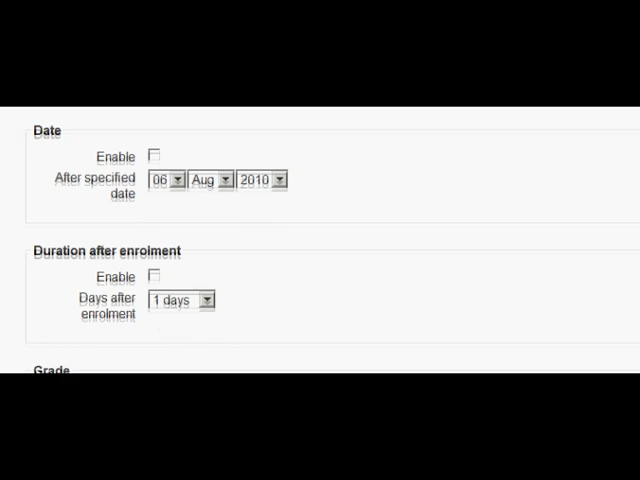 Date
Enable
After specified
date
06 Aug 2010
Duration after enrolment
Enable
Days after
enrolment
1 days
Grade